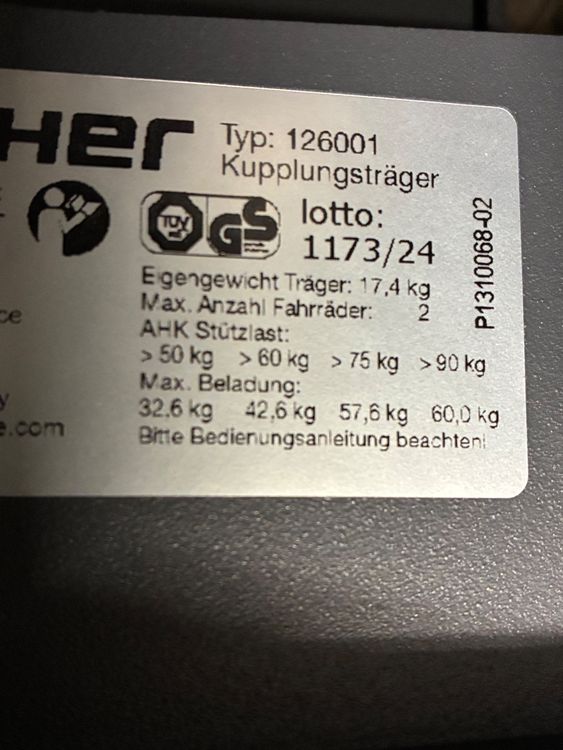 HER
Typ: 126001
Kupplungsträger
TÜV
GS
lotto:
1173/24
Eigengewicht Träger: 17,4 kg
Max. Anzahl Fahrräder: 2
AHK Stützlast:
> 50 kg > 60 kg > 75 kg > 90 kg
Max. Beladung:
32,6 kg 42,6 kg 57,6 kg 60,0 kg
Bitte Bedienungsanleitung beachten!
P1310068-02
ce
y
e.com